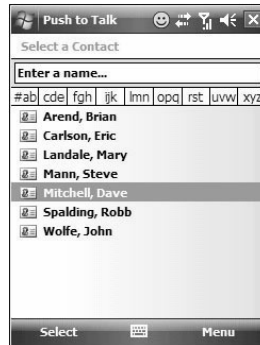 Push to Talk
Select a Contact
Enter a name...
#ab cde fgh ijk lmn opq rst uvw xyz
Arend, Brian
Carlson, Eric
Landale, Mary
Mann, Steve
Mitchell, Dave
Spalding, Robb
Wolfe, John
Select Menu